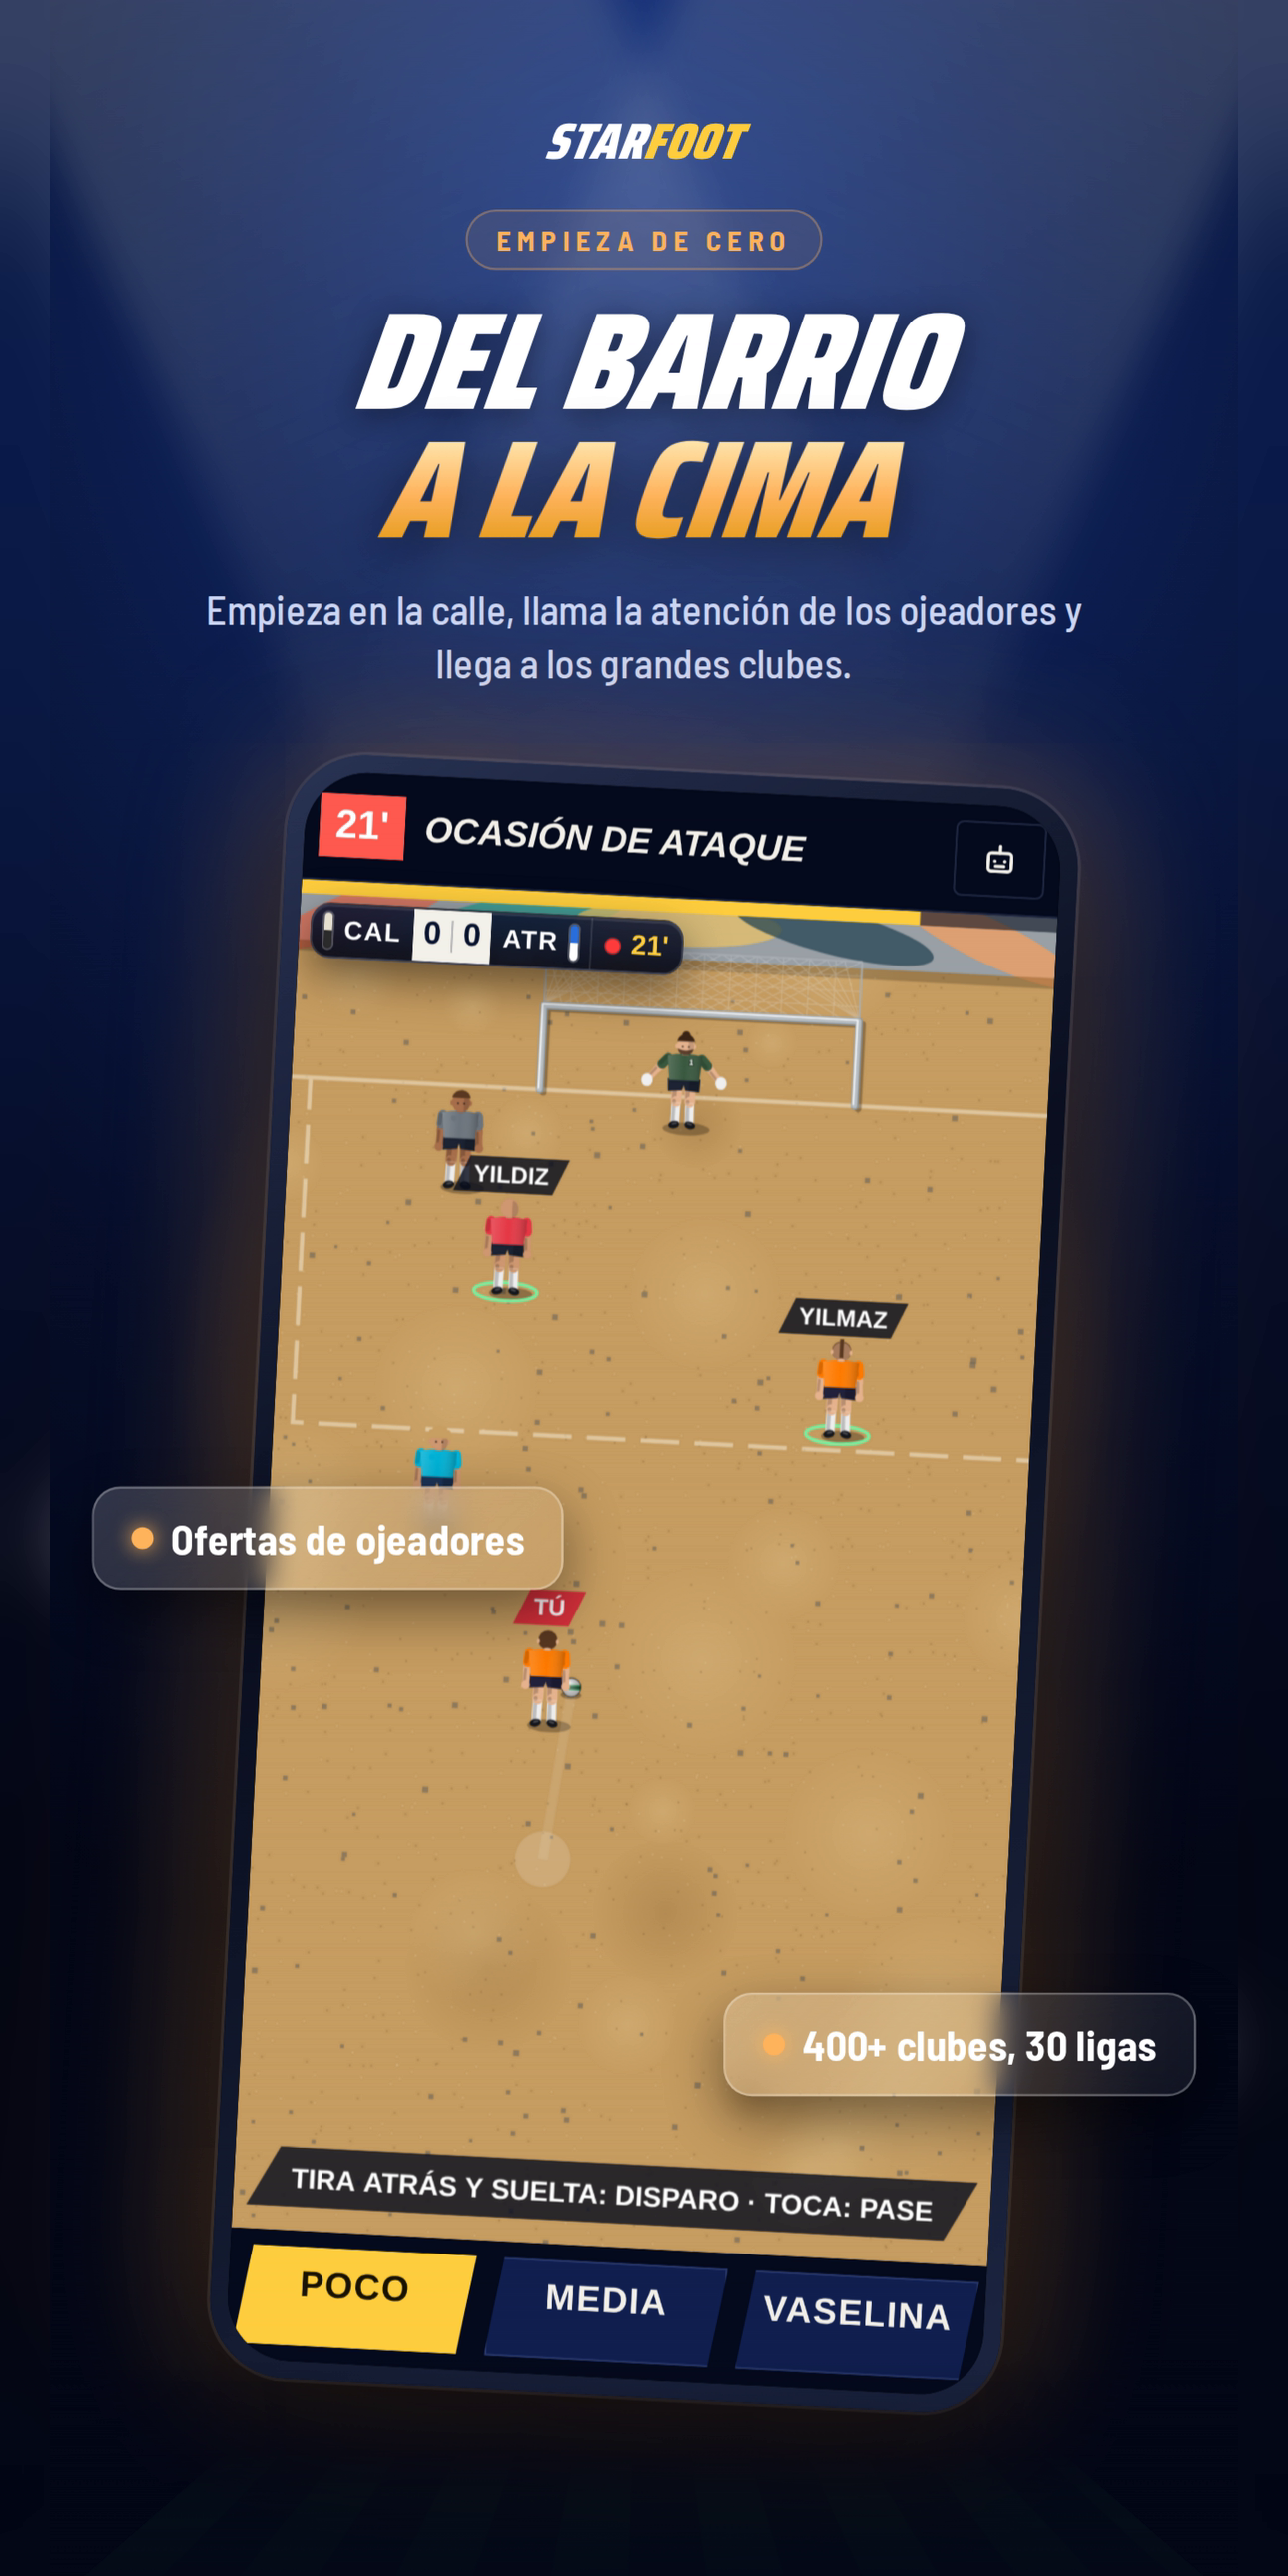 STARFOOT
EMPIEZA DE CERO
DEL BARRIO
A LA CIMA
Empieza en la calle, llama la atención de los ojeadores y
llega a los grandes clubes.
21' OCASIÓN DE ATAQUE
CAL 0 0 ATR 21'
1
YILDIZ
YILMAZ
Ofertas de ojeadores
TÚ
400+ clubes, 30 ligas
TIRA ATRÁS Y SUELTA: DISPARO · TOCA: PASE
POCO MEDIA VASELINA